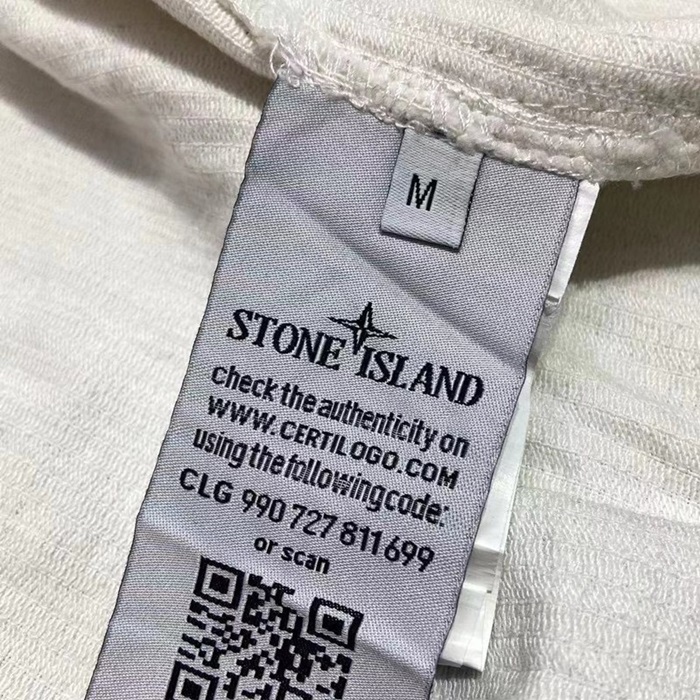 M
STONE ISLAND
Check the authenticity on
WWW.CERTILOGO.COM
using the following code:
CLG 990 727 811 699
or scan